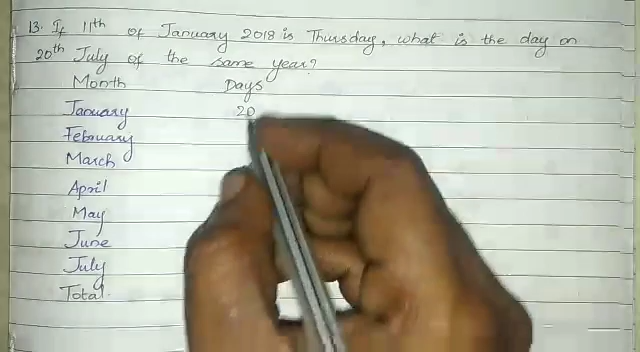 13. If 11th of January 2018 is Thursday, what is the day on
20th July of the same year?
Month Days
January 20
February
March
April
May
June
July
Total